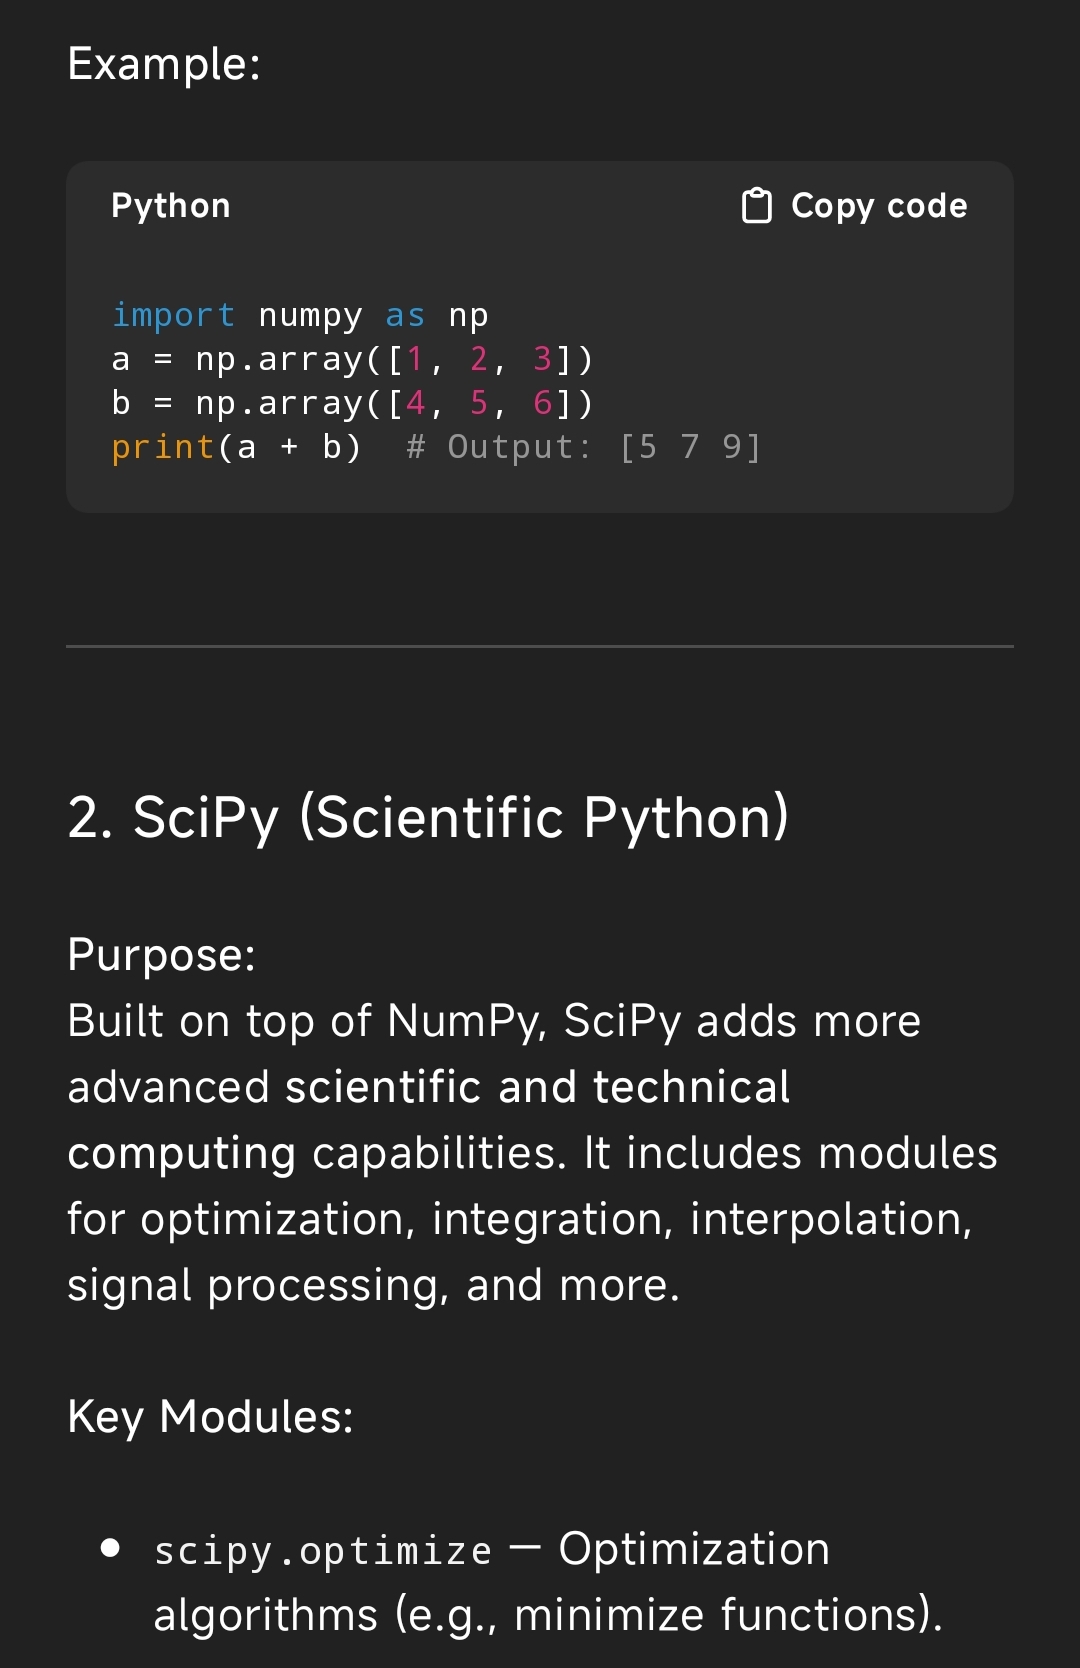 Example:
Python
Copy code
import numpy as np
a = np.array([1, 2, 3])
b = np.array([4, 5, 6])
print(a + b)  # Output: [5 7 9]
2. SciPy (Scientific Python)
Purpose:
Built on top of NumPy, SciPy adds more
advanced scientific and technical
computing capabilities. It includes modules
for optimization, integration, interpolation,
signal processing, and more.
Key Modules:
• scipy.optimize — Optimization
algorithms (e.g., minimize functions).